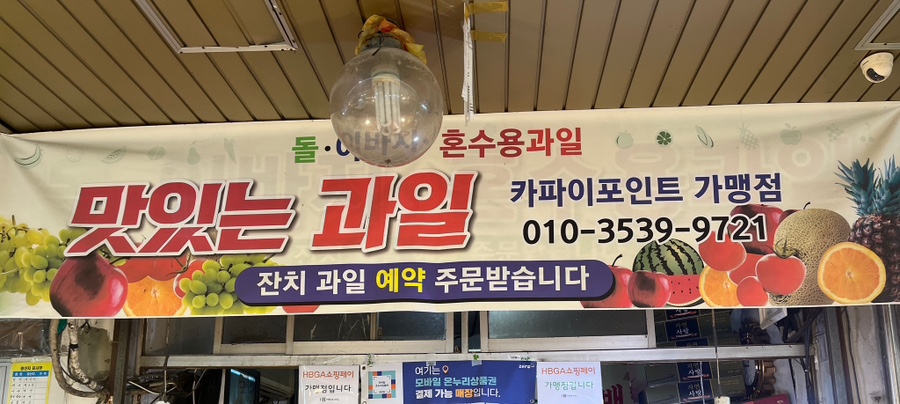 돌·이바지 혼수용과일
맛있는 과일
카파이포인트 가맹점
010-3539-9721
잔치 과일 예약 주문받습니다
HBGA쇼핑페이
가맹점입니다
여기는
모바일 온누리상품권
결제 가능 매장입니다.
zero
HBGA쇼핑페이
가맹점입니다